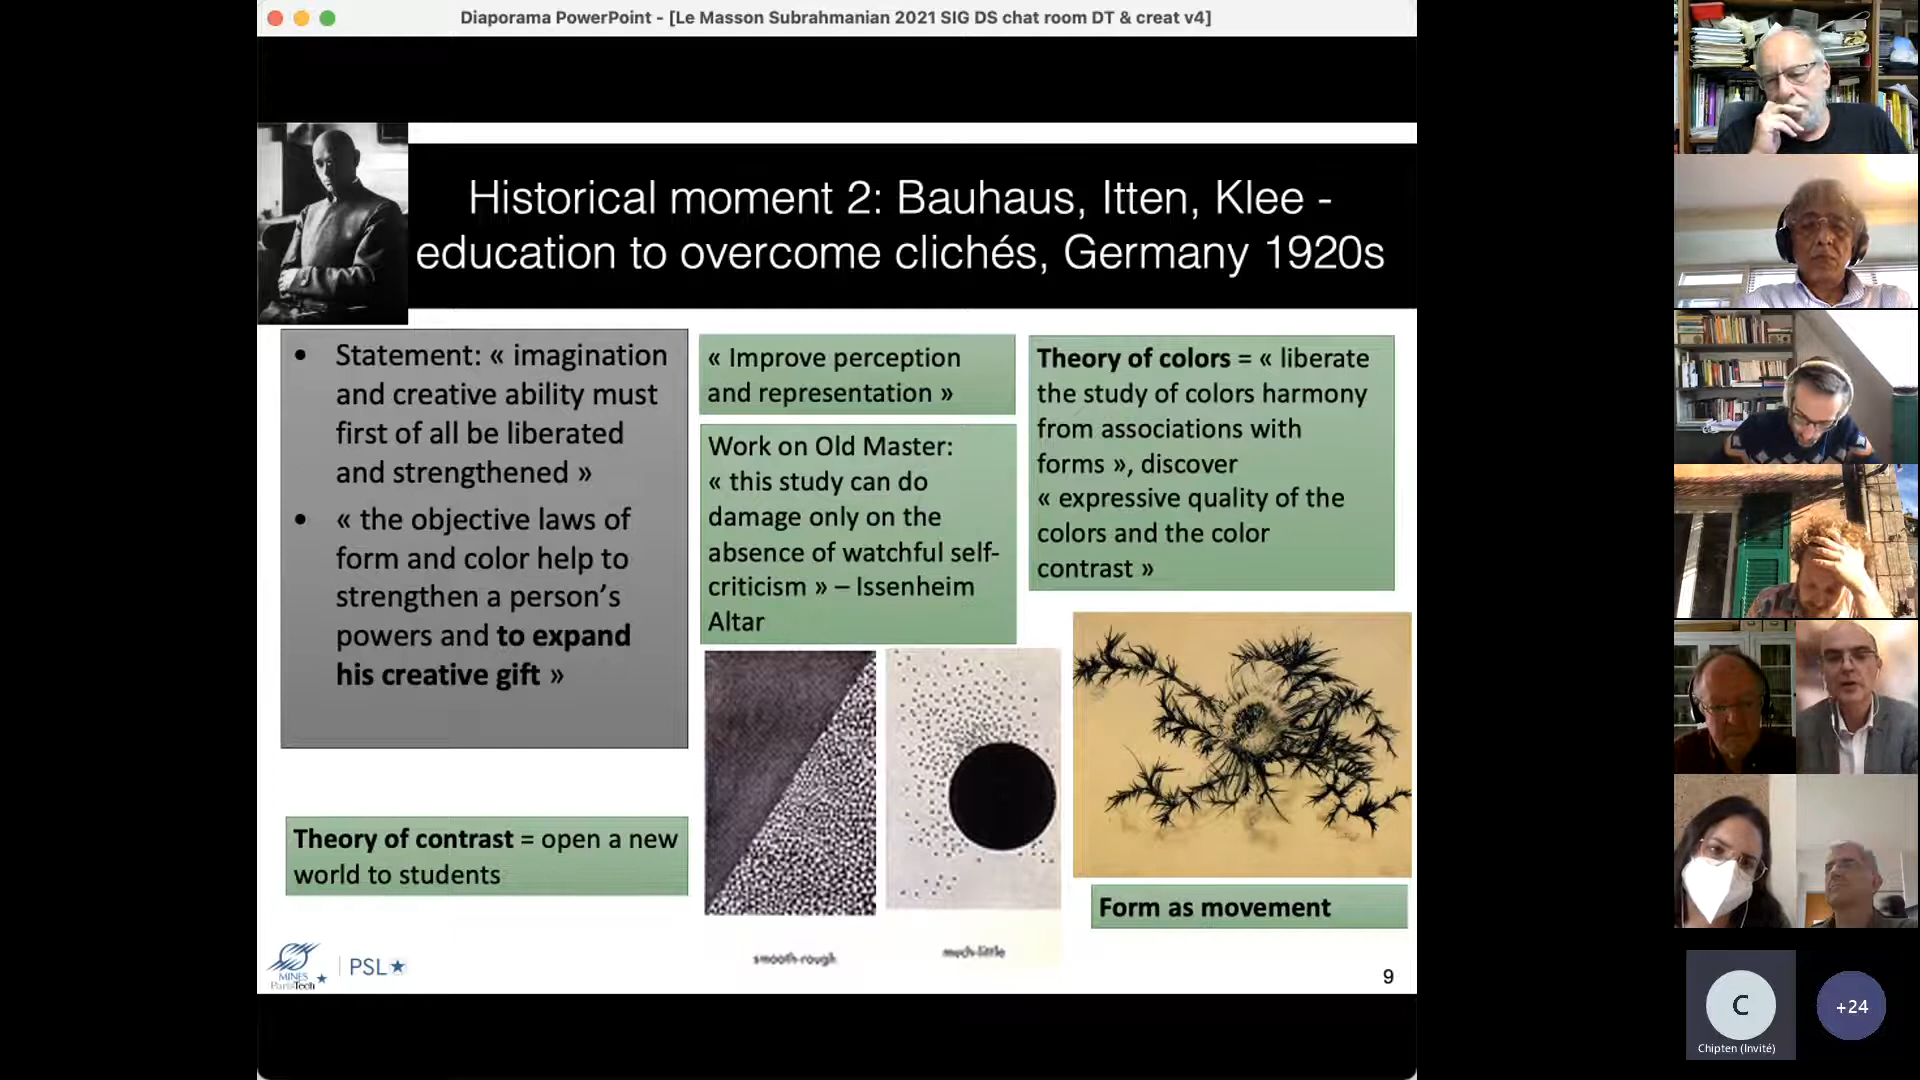 Diaporama PowerPoint - [Le Masson Subrahmanian 2021 SIG DS chat room DT & creat v4]
Historical moment 2: Bauhaus, Itten, Klee -
education to overcome clichés, Germany 1920s
• Statement: « imagination
and creative ability must
first of all be liberated
and strengthened »
• « the objective laws of
form and color help to
strengthen a person’s
powers and to expand
his creative gift »
Theory of contrast = open a new
world to students
« Improve perception
and representation »
Work on Old Master:
« this study can do
damage only on the
absence of watchful self-
criticism » – Issenheim
Altar
smooth-rough
much-little
Theory of colors = « liberate
the study of colors harmony
from associations with
forms », discover
« expressive quality of the
colors and the color
contrast »
Form as movement
MINES
ParisTech
PSL
9
C
Chipten (Invité)
+24